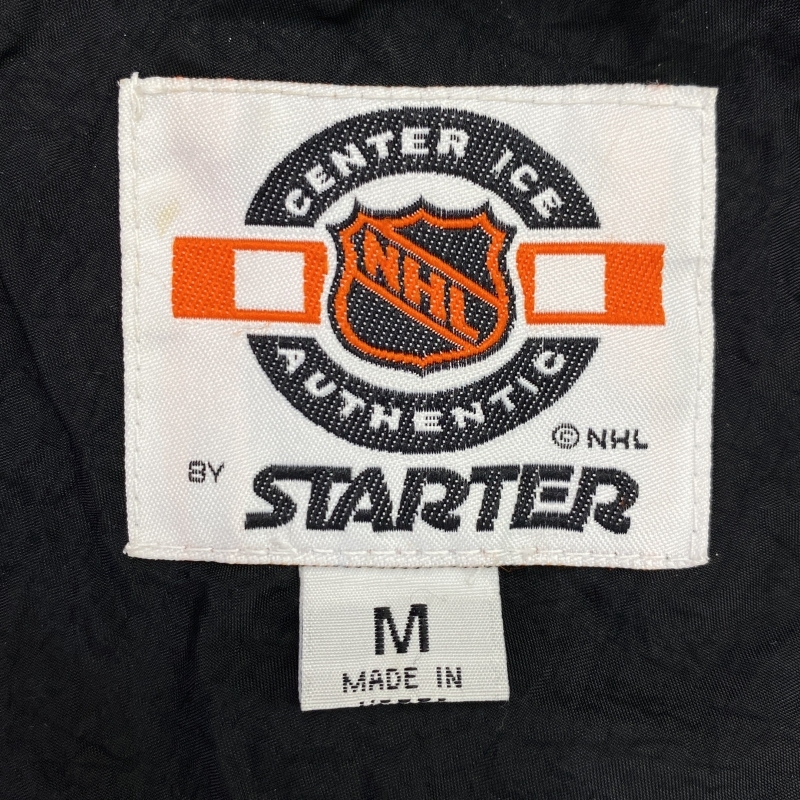 CENTER ICE
NHL
AUTHENTIC
© NHL
BY STARTER
M
MADE IN